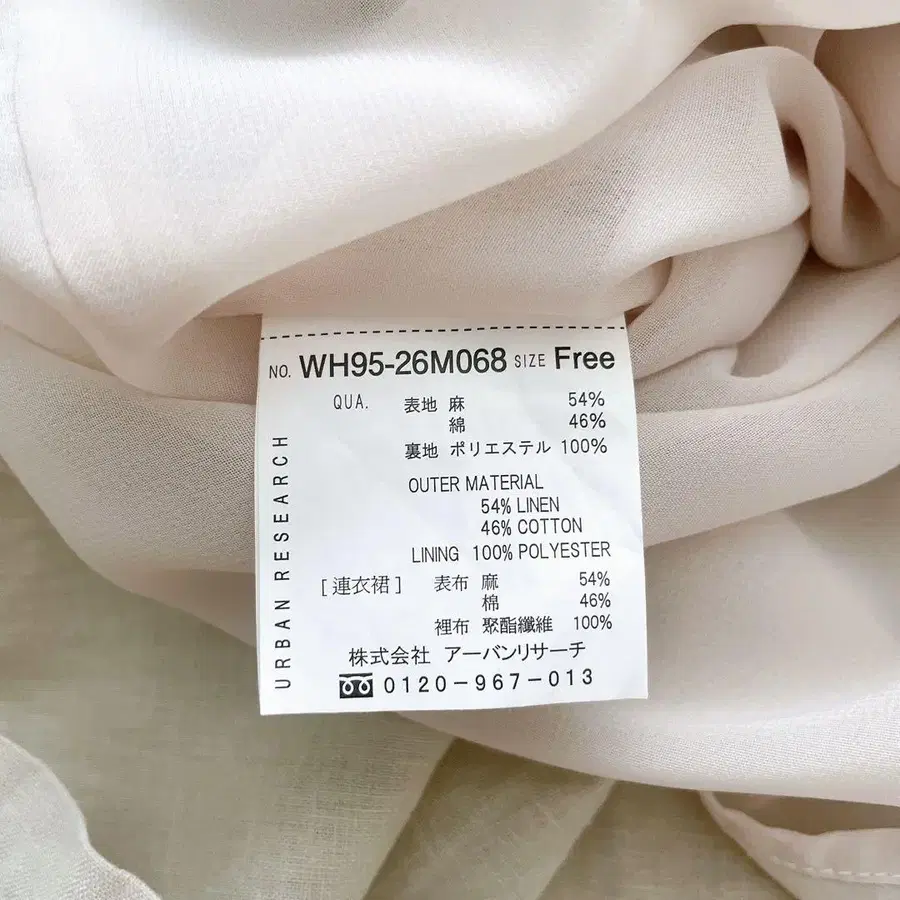 NO. WH95-26M068 SIZE Free
QUA. 表地 麻 54%
綿 46%
裏地 ポリエステル 100%
OUTER MATERIAL
54% LINEN
46% COTTON
LINING 100% POLYESTER
[連衣裙] 表布 麻 54%
棉 46%
裡布 聚酯纖維 100%
株式会社 アーバンリサーチ
0120-967-013
URBAN RESEARCH